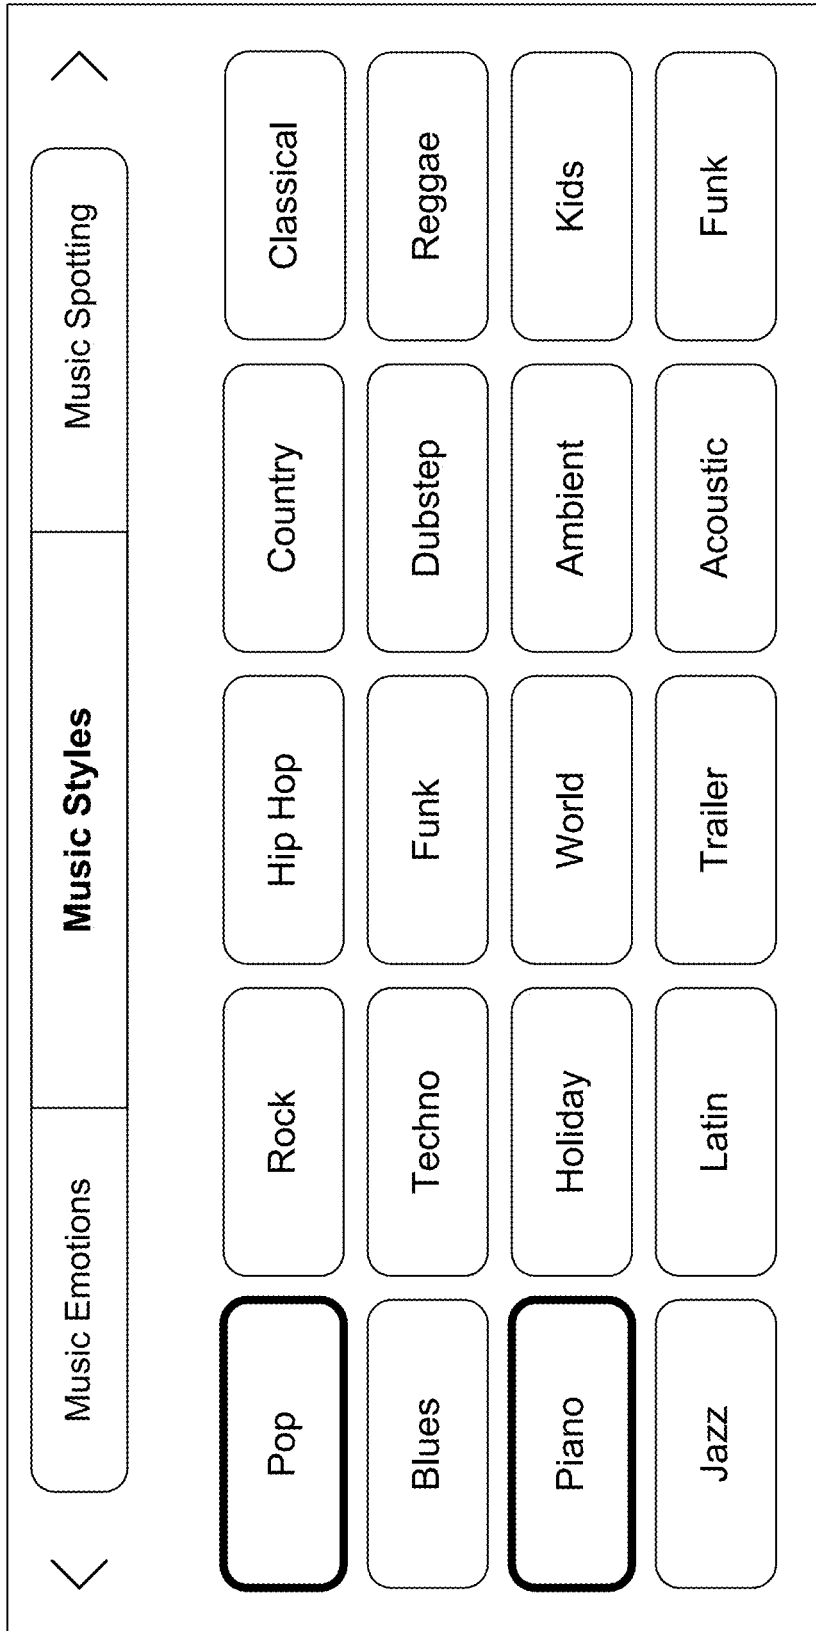 Music Emotions Music Styles Music Spotting
Pop Rock Hip Hop Country Classical
Blues Techno Funk Dubstep Reggae
Piano Holiday World Ambient Kids
Jazz Latin Trailer Acoustic Funk